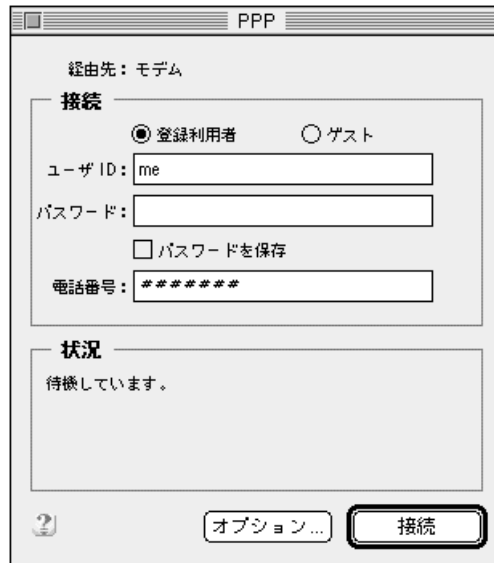 PPP
経由先：モデム
接続
登録利用者 ゲスト
ユーザ ID： me
パスワード：
パスワードを保存
電話番号： #######
状況
待機しています。
オプション... 接続